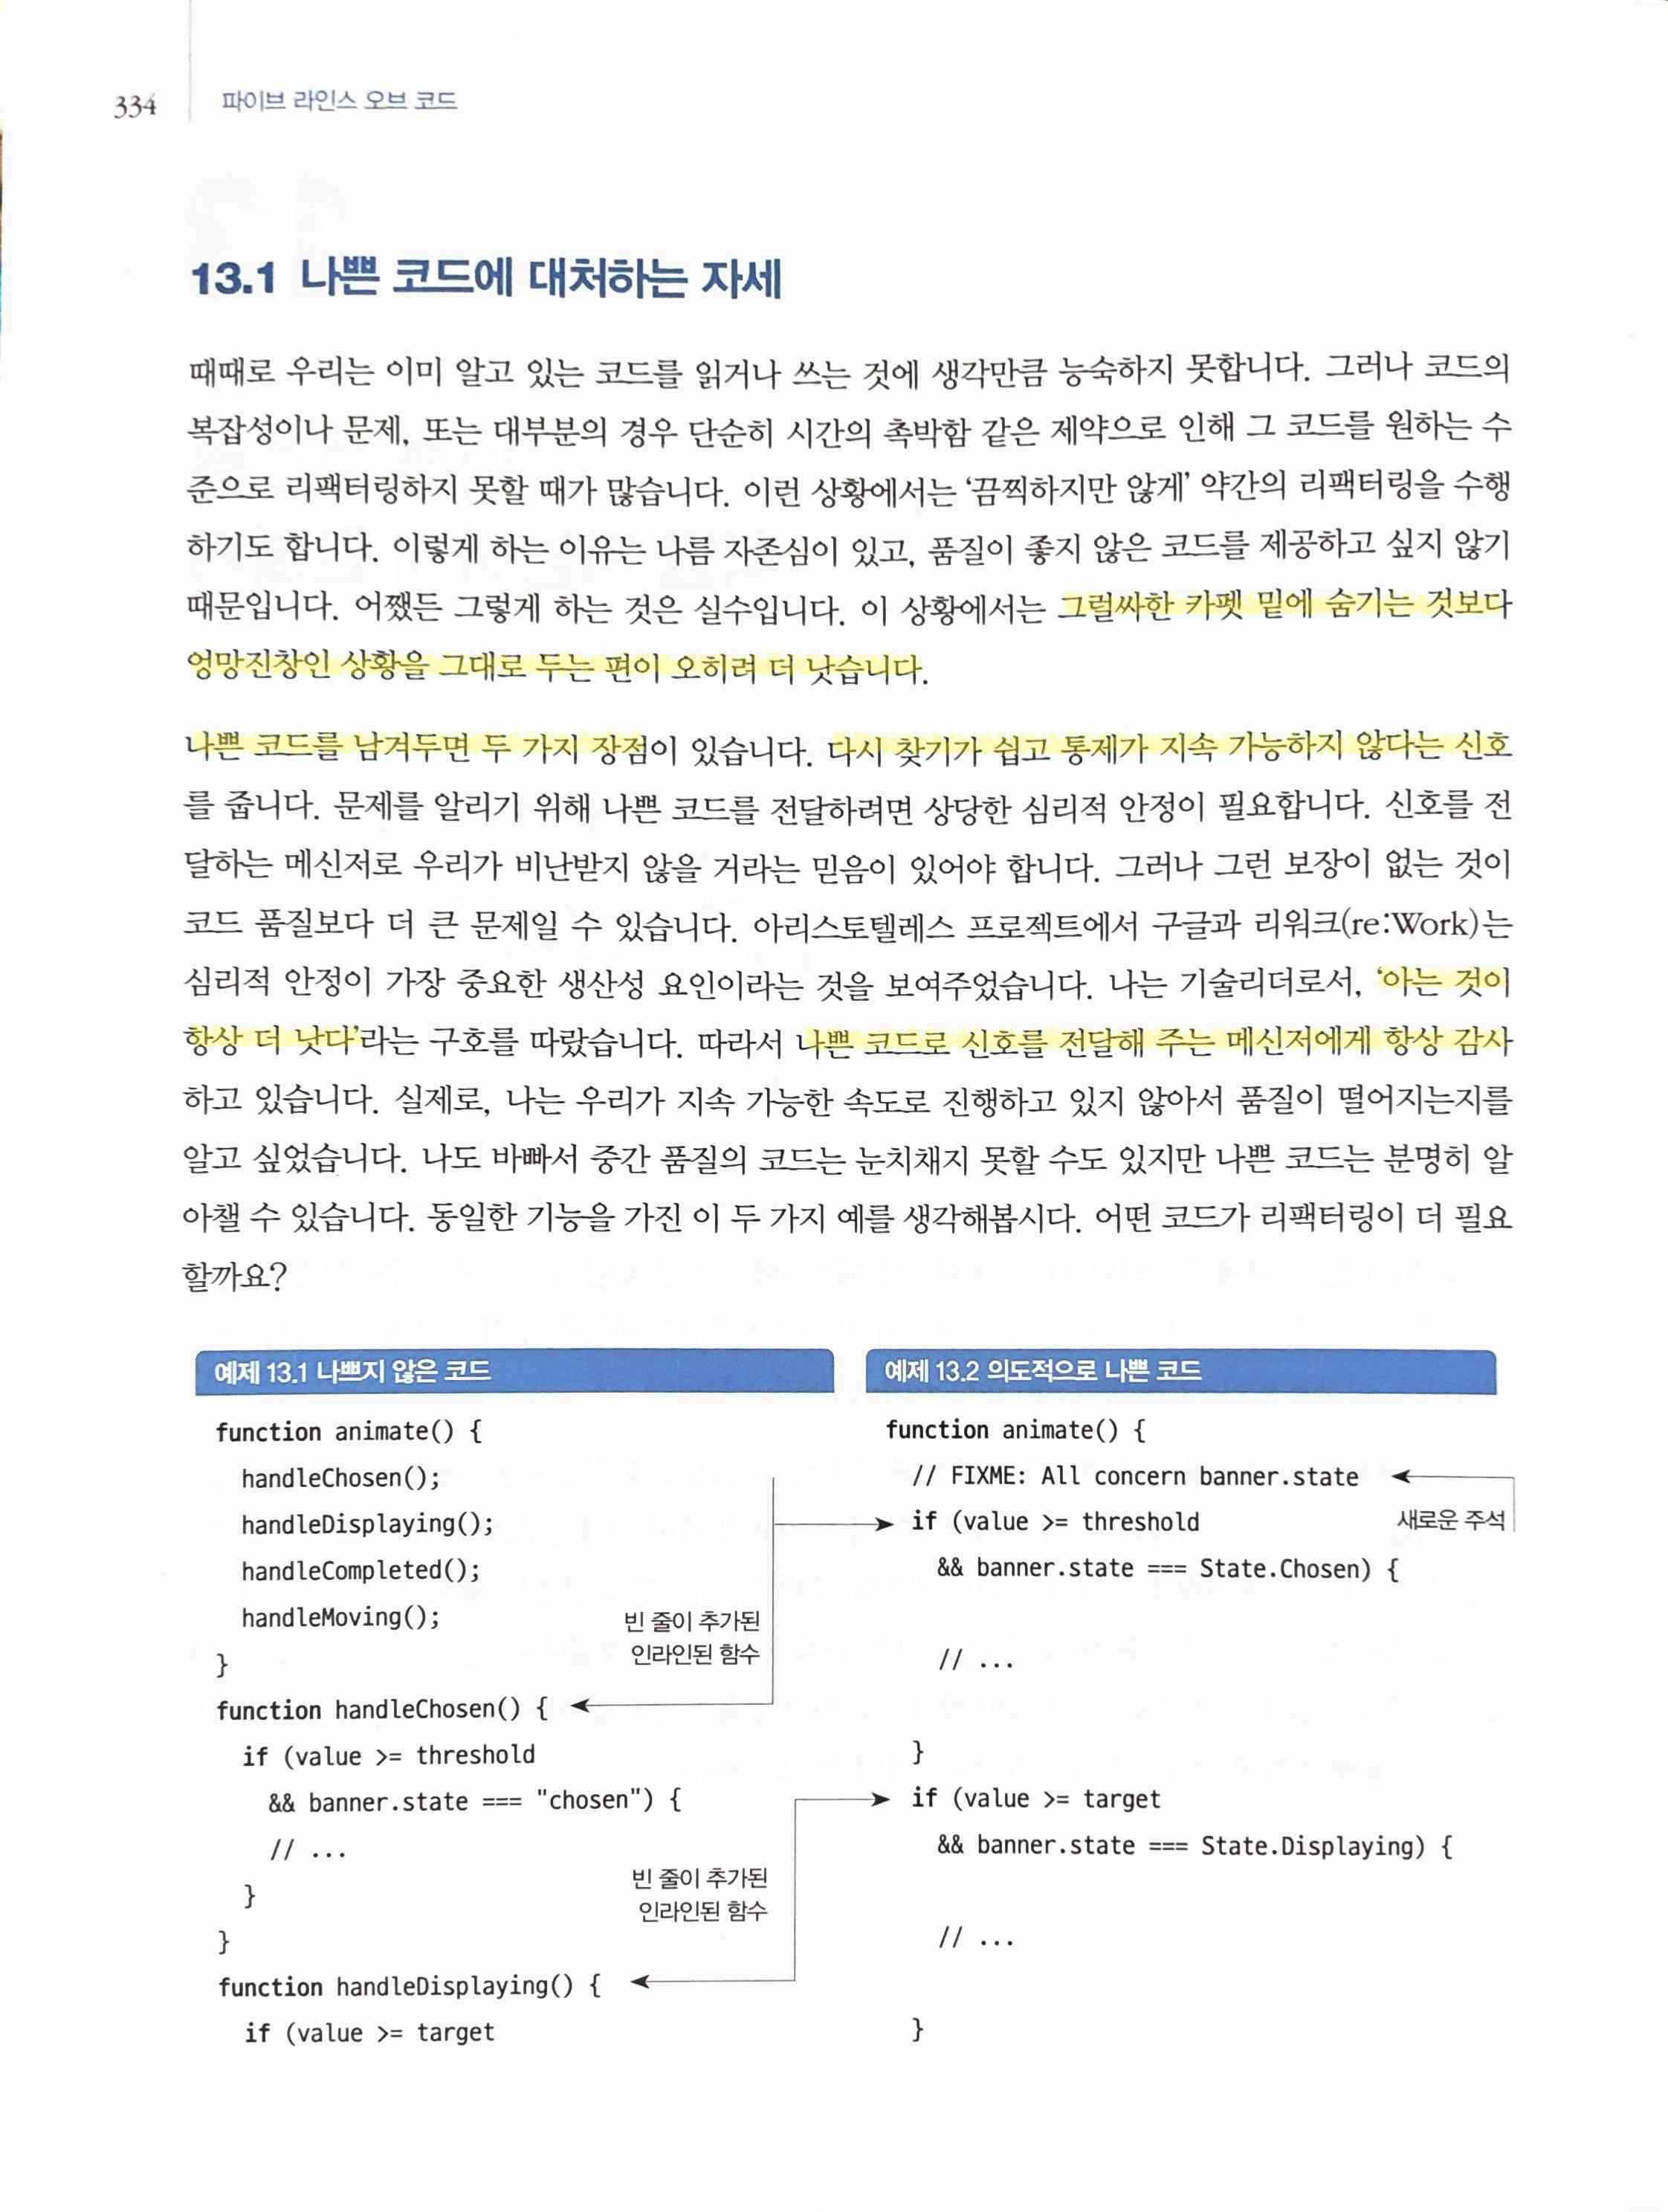 334
파이브 라인스 오브 코드
13.1 나쁜 코드에 대처하는 자세
때때로 우리는 이미 알고 있는 코드를 읽거나 쓰는 것에 생각만큼 능숙하지 못합니다. 그러나 코드의
복잡성이나 문제, 또는 대부분의 경우 단순히 시간의 촉박함 같은 제약으로 인해 그 코드를 원하는 수
준으로 리팩터링하지 못할 때가 많습니다. 이런 상황에서는 ‘끔찍하지만 않게’ 약간의 리팩터링을 수행
하기도 합니다. 이렇게 하는 이유는 나름 자존심이 있고, 품질이 좋지 않은 코드를 제공하고 싶지 않기
때문입니다. 어쨌든 그렇게 하는 것은 실수입니다. 이 상황에서는 그럴싸한 카펫 밑에 숨기는 것보다
엉망진창인 상황을 그대로 두는 편이 오히려 더 낫습니다.
나쁜 코드를 남겨두면 두 가지 장점이 있습니다. 다시 찾기가 쉽고 통제가 지속 가능하지 않다는 신호
를 줍니다. 문제를 알리기 위해 나쁜 코드를 전달하려면 상당한 심리적 안정이 필요합니다. 신호를 전
달하는 메신저로 우리가 비난받지 않을 거라는 믿음이 있어야 합니다. 그러나 그런 보장이 없는 것이
코드 품질보다 더 큰 문제일 수 있습니다. 아리스토텔레스 프로젝트에서 구글과 리워크(re:Work)는
심리적 안정이 가장 중요한 생산성 요인이라는 것을 보여주었습니다. 나는 기술리더로서, ‘아는 것이
항상 더 낫다’라는 구호를 따랐습니다. 따라서 나쁜 코드로 신호를 전달해 주는 메신저에게 항상 감사
하고 있습니다. 실제로, 나는 우리가 지속 가능한 속도로 진행하고 있지 않아서 품질이 떨어지는지를
알고 싶었습니다. 나도 바빠서 중간 품질의 코드는 눈치채지 못할 수도 있지만 나쁜 코드는 분명히 알
아챌 수 있습니다. 동일한 기능을 가진 이 두 가지 예를 생각해봅시다. 어떤 코드가 리팩터링이 더 필요
할까요?
예제 13.1 나쁘지 않은 코드
function animate() {
  handleChosen();
  handleDisplaying();
  handleCompleted();
  handleMoving();
}
function handleChosen() {
  if (value >= threshold
    && banner.state === "chosen") {
    // ...
  }
}
function handleDisplaying() {
  if (value >= target
빈 줄이 추가된
인라인된 함수
빈 줄이 추가된
인라인된 함수
예제 13.2 의도적으로 나쁜 코드
function animate() {
  // FIXME: All concern banner.state
  if (value >= threshold
    && banner.state === State.Chosen) {
    // ...
  }
  if (value >= target
    && banner.state === State.Displaying) {
    // ...
  }
새로운 주석